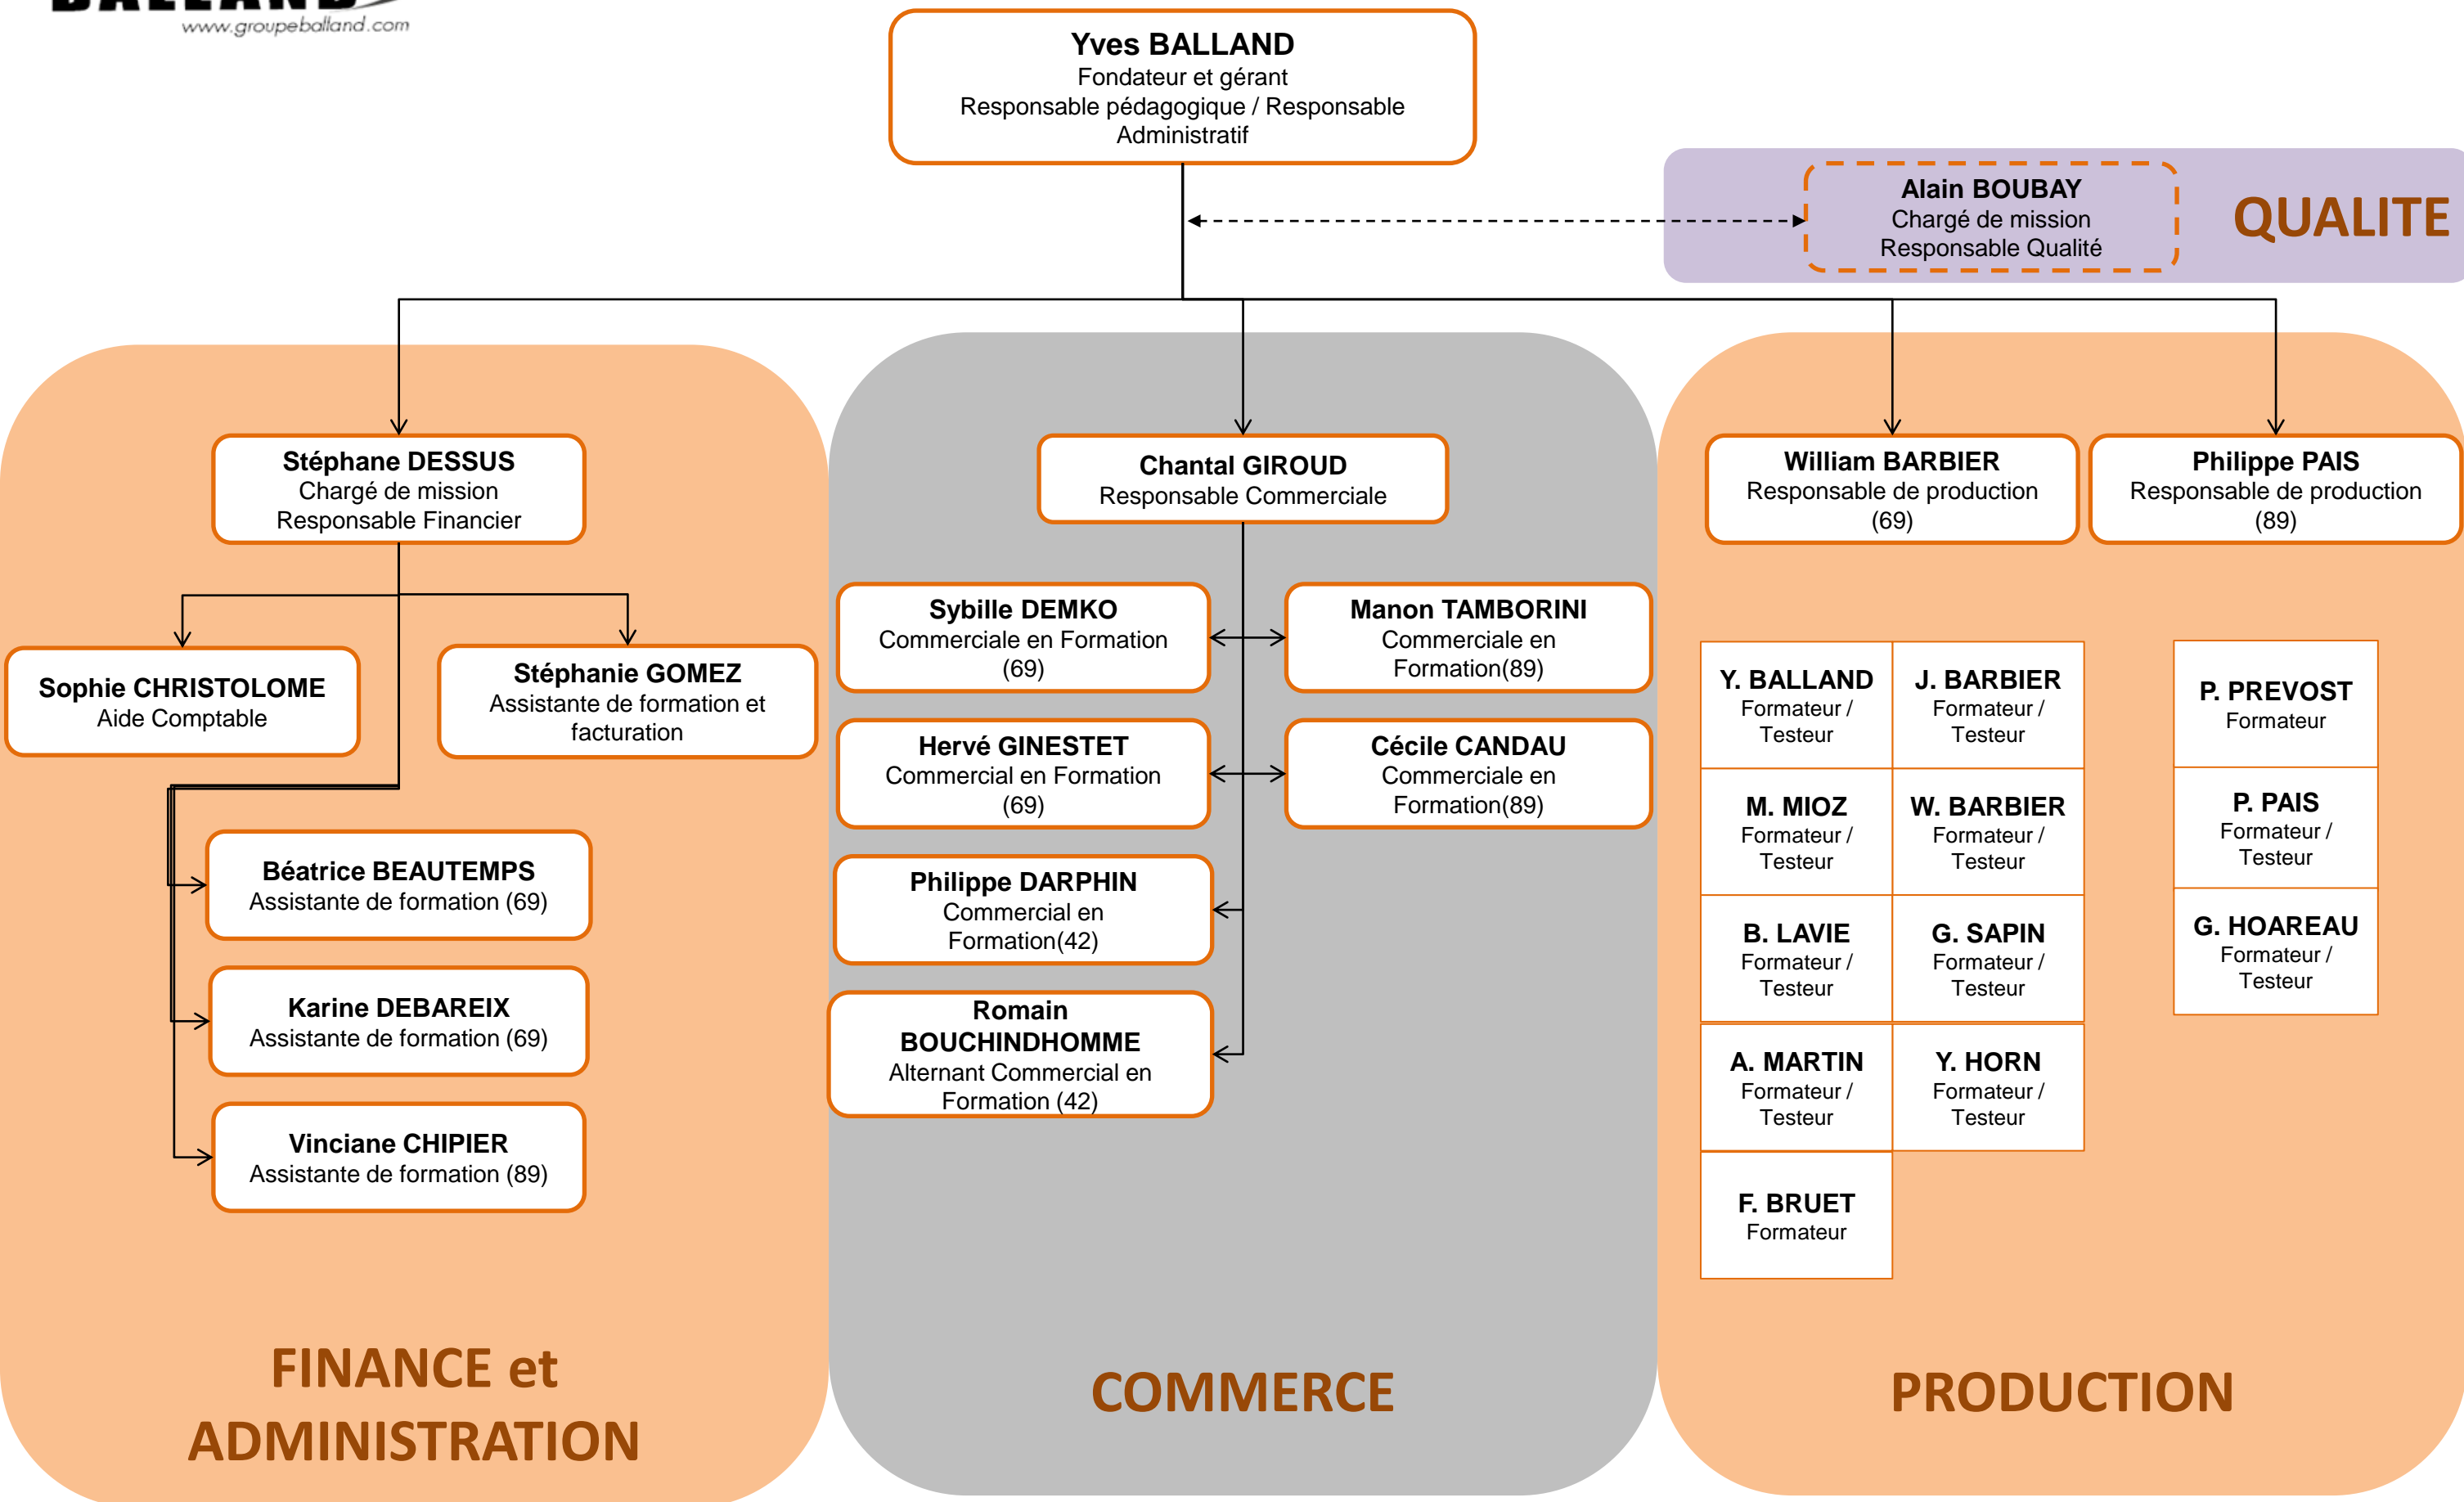 BALLAND
www.groupeballand.com
Yves BALLAND
Fondateur et gérant
Responsable pédagogique / Responsable
Administratif
Alain BOUBAY
Chargé de mission
Responsable Qualité
QUALITE
Stéphane DESSUS
Chargé de mission
Responsable Financier
Sophie CHRISTOLOME
Aide Comptable
Stéphanie GOMEZ
Assistante de formation et
facturation
Béatrice BEAUTEMPS
Assistante de formation (69)
Karine DEBAREIX
Assistante de formation (69)
Vinciane CHIPIER
Assistante de formation (89)
FINANCE et
ADMINISTRATION
Chantal GIROUD
Responsable Commerciale
Sybille DEMKO
Commerciale en Formation
(69)
Manon TAMBORINI
Commerciale en
Formation(89)
Hervé GINESTET
Commercial en Formation
(69)
Cécile CANDAU
Commerciale en
Formation(89)
Philippe DARPHIN
Commercial en
Formation(42)
Romain
BOUCHINDHOMME
Alternant Commercial en
Formation (42)
COMMERCE
William BARBIER
Responsable de production
(69)
Philippe PAIS
Responsable de production
(89)
Y. BALLAND
Formateur /
Testeur
J. BARBIER
Formateur /
Testeur
M. MIOZ
Formateur /
Testeur
W. BARBIER
Formateur /
Testeur
B. LAVIE
Formateur /
Testeur
G. SAPIN
Formateur /
Testeur
A. MARTIN
Formateur /
Testeur
Y. HORN
Formateur /
Testeur
F. BRUET
Formateur
P. PREVOST
Formateur
P. PAIS
Formateur /
Testeur
G. HOAREAU
Formateur /
Testeur
PRODUCTION